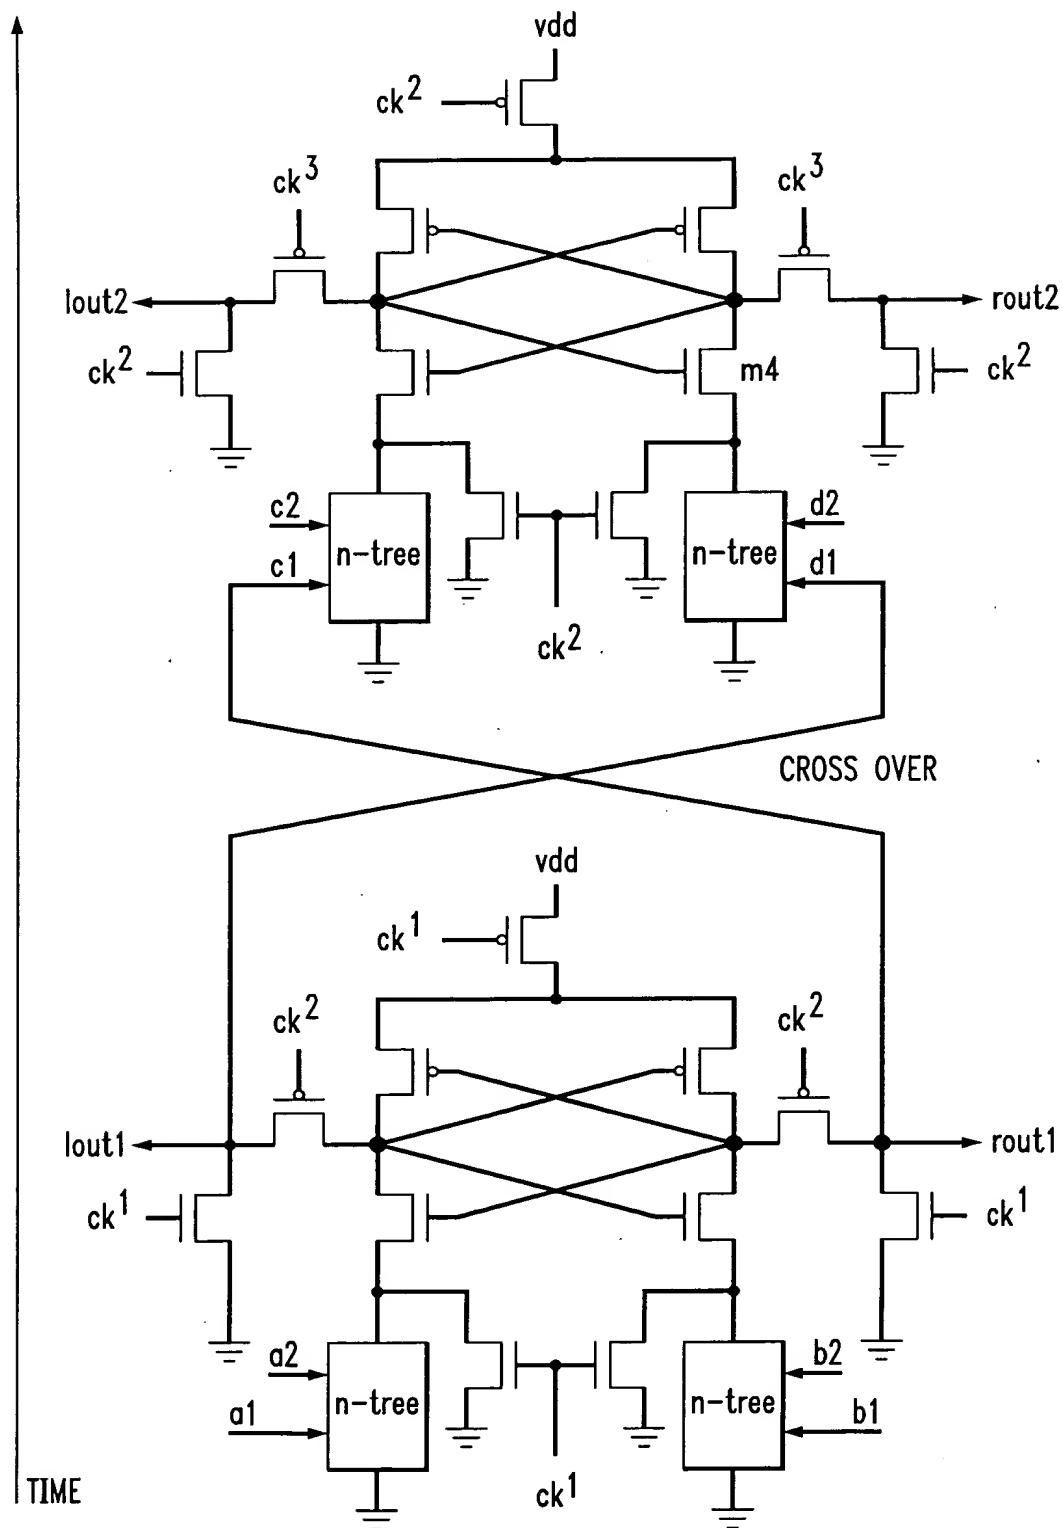 vdd
ck2
ck3
ck3
lout2
rout2
ck2
m4
ck2
c2
n-tree
n-tree
d2
c1
d1
ck2
CROSS OVER
vdd
ck1
ck2
ck2
lout1
rout1
ck1
ck1
a2
n-tree
n-tree
b2
a1
b1
ck1
TIME